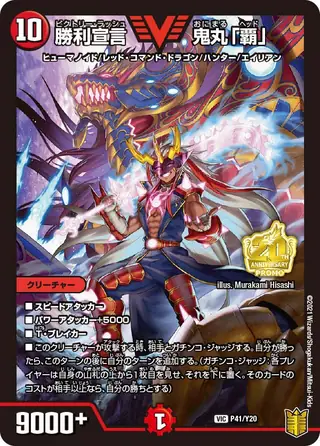 10
ビクトリー・ラッシュ
勝利宣言
おにまる ヘッド
鬼丸「覇」
ヒューマノイド/レッド・コマンド・ドラゴン/ハンター/エイリアン
20TH
ANNIVERSARY
PROMO
illus. Murakami Hisashi
クリーチャー
■スピードアタッカー
■パワーアタッカー+5000
■T・ブレイカー
■このクリーチャーが攻撃する時、相手とガチンコ・ジャッジする。自分が勝っ
たら、このターンの後に自分のターンを追加する。(ガチンコ・ジャッジ:各プレ
イヤーは自身の山札の上から1枚目を見せ、それを下に置く。そのカード
のコストが相手以上なら、自分の勝ちとする)
9000+
1
VIC P41/Y20